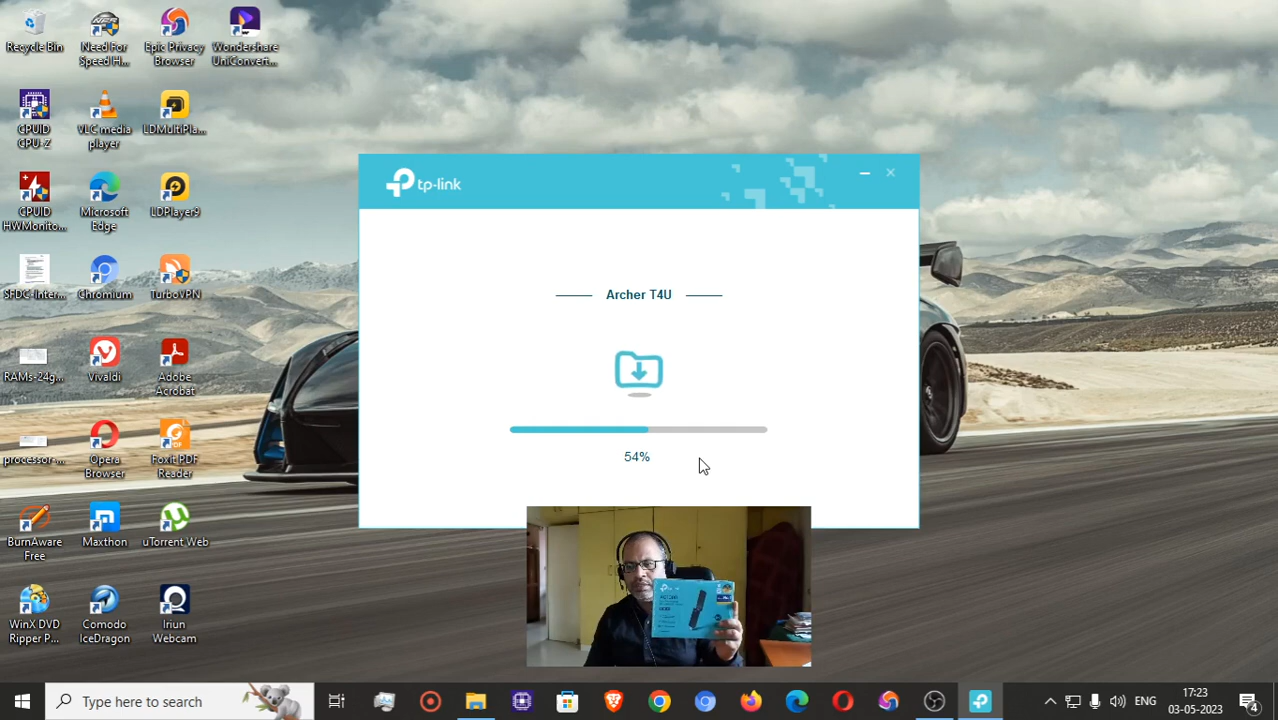 Recycle Bin
Need For
Speed H...
Epic Privacy
Browser
Wondershare
UniConvert...
CPUID
CPU-Z
VLC media
player
LDMultiPla...
CPUID
HWMonito...
Microsoft
Edge
LDPlayer9
SFDC-Inter...
Chromium
TurboVPN
RAMs-24g...
Vivaldi
Adobe
Acrobat
processor-...
Opera
Browser
Foxit PDF
Reader
BurnAware
Free
Maxthon
uTorrent Web
WinX DVD
Ripper P...
Comodo
IceDragon
Iriun
Webcam
tp-link
Archer T4U
54%
Type here to search
ENG
17:23
03-05-2023
4